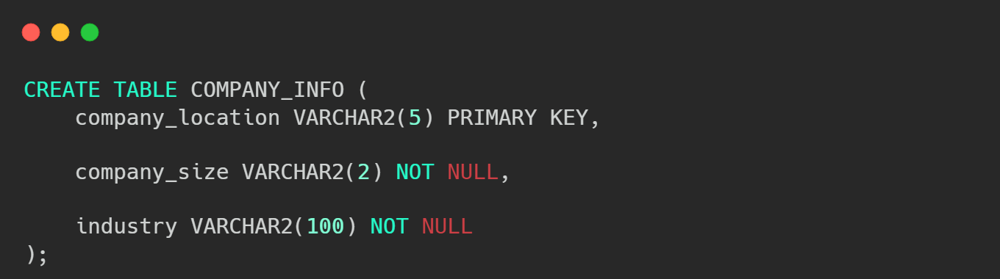 CREATE TABLE COMPANY_INFO (
    company_location VARCHAR2(5) PRIMARY KEY,
    company_size VARCHAR2(2) NOT NULL,
    industry VARCHAR2(100) NOT NULL
);